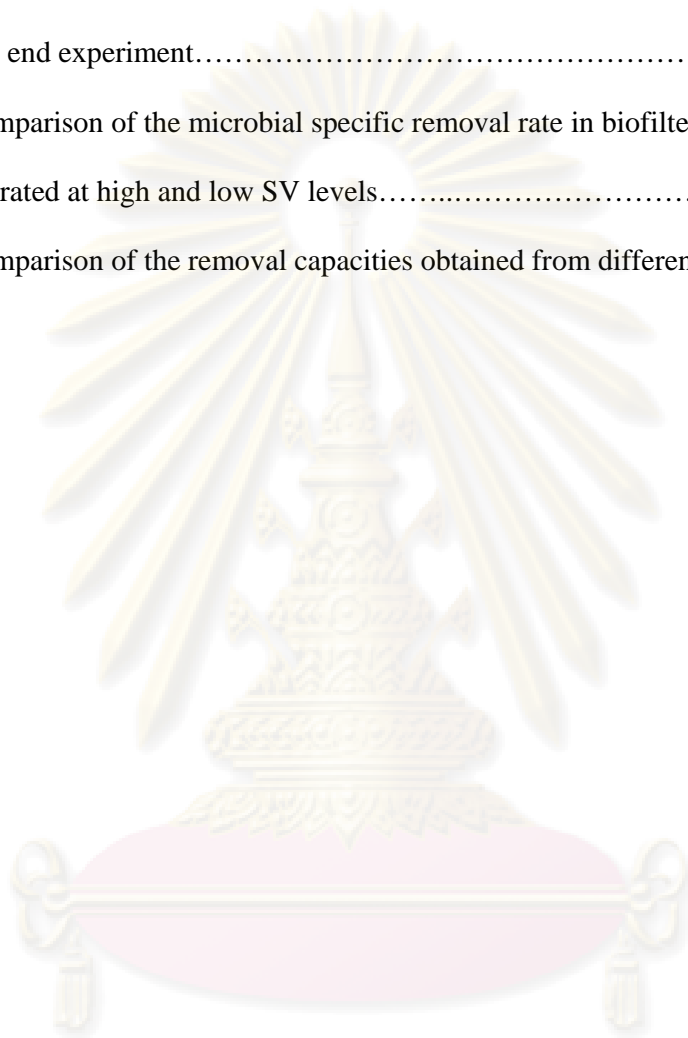 end experiment……………………………………………
mparison of the microbial specific removal rate in biofilte
rated at high and low SV levels……..……………………
mparison of the removal capacities obtained from differen